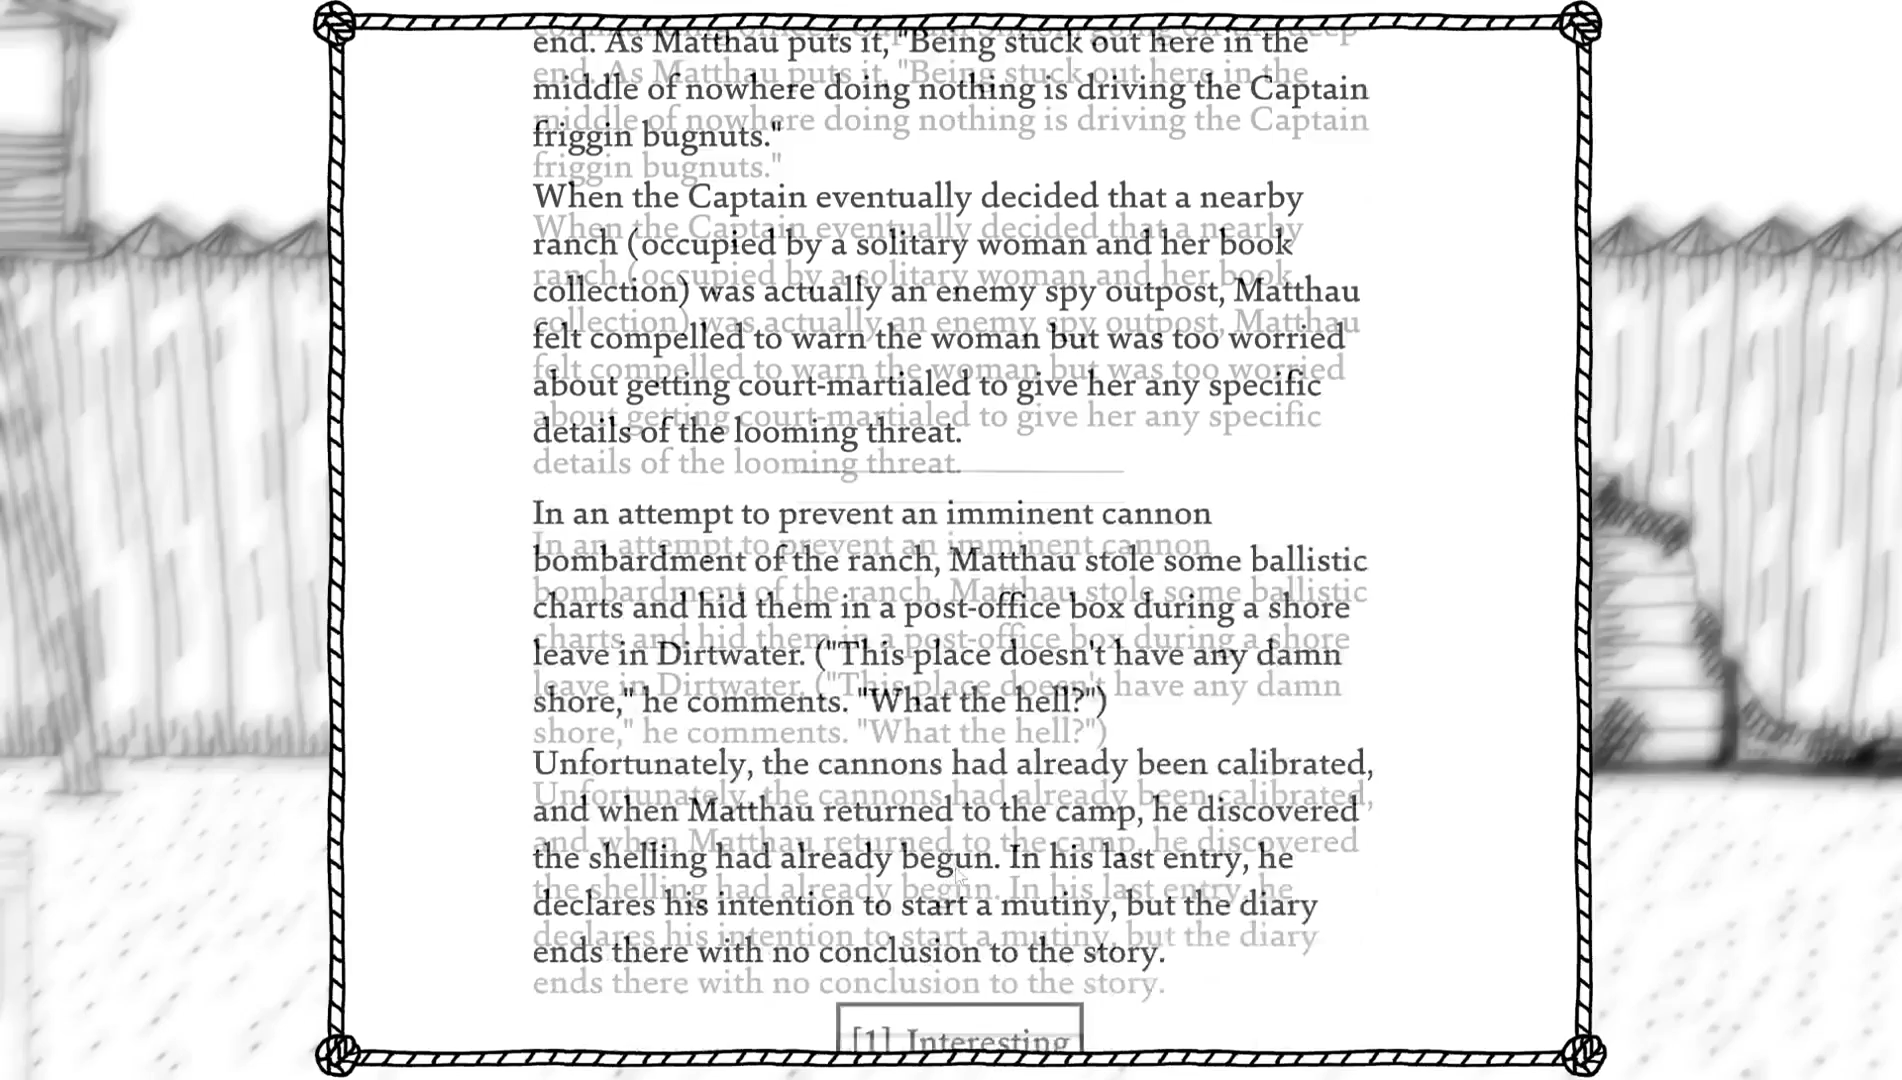 end. As Matthau puts it, "Being stuck out here in the
middle of nowhere doing nothing is driving the Captain
friggin bugnuts."
When the Captain eventually decided that a nearby
ranch (occupied by a solitary woman and her book
collection) was actually an enemy spy outpost, Matthau
felt compelled to warn the woman but was too worried
about getting court-martialed to give her any specific
details of the looming threat.
In an attempt to prevent an imminent cannon
bombardment of the ranch, Matthau stole some ballistic
charts and hid them in a post-office box during a shore
leave in Dirtwater. ("This place doesn't have any damn
shore," he comments. "What the hell?")
Unfortunately, the cannons had already been calibrated,
and when Matthau returned to the camp, he discovered
the shelling had already begun. In his last entry, he
declares his intention to start a mutiny, but the diary
ends there with no conclusion to the story.
[1] Interesting